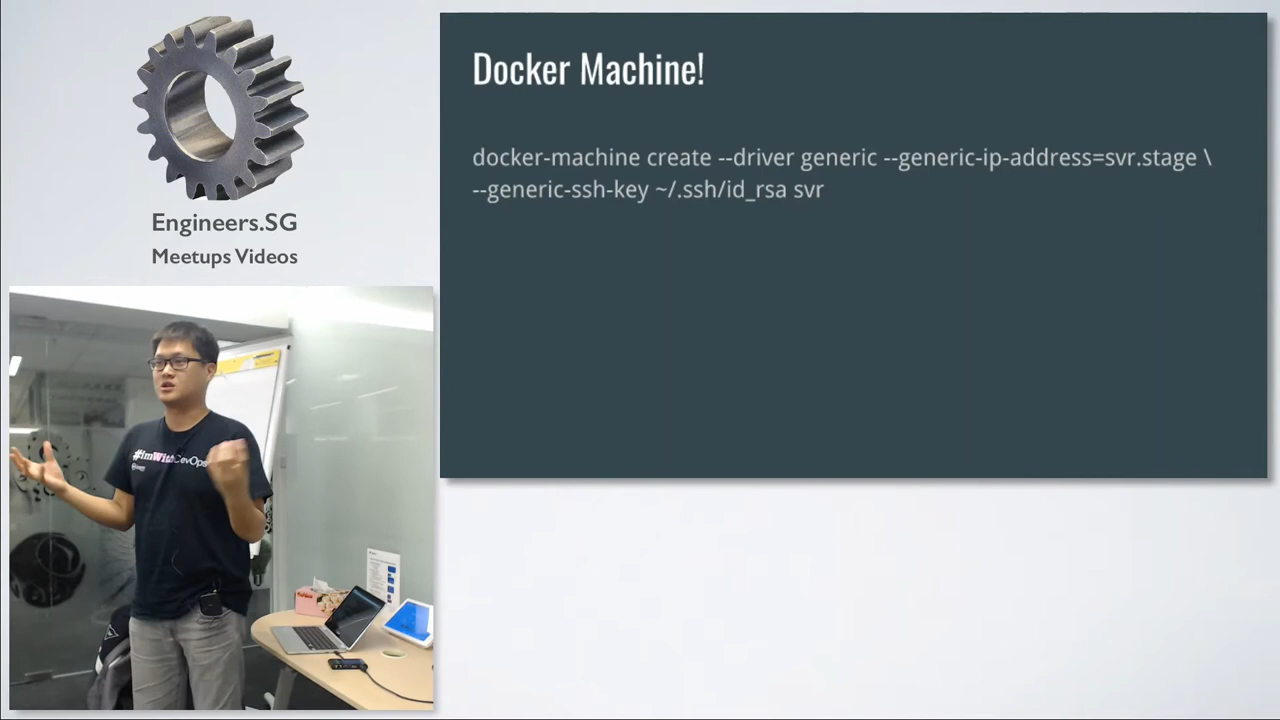 Engineers.SG
Meetups Videos
Docker Machine!
docker-machine create --driver generic --generic-ip-address=svr.stage \
--generic-ssh-key ~/.ssh/id_rsa svr
#imWithDevOps